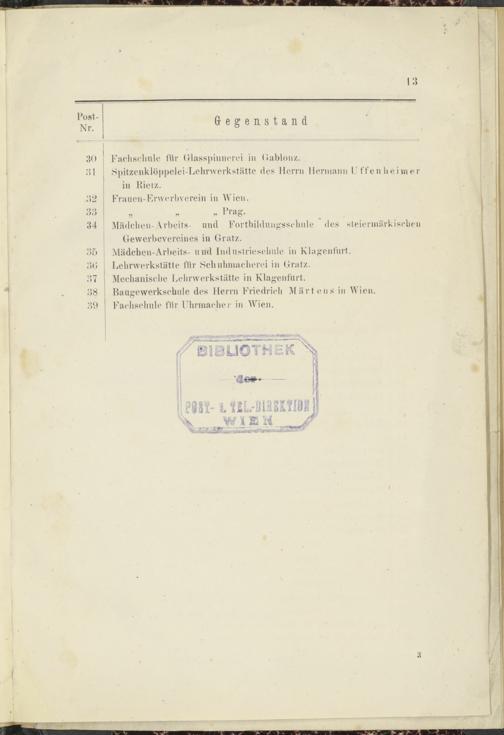 13
Post-
Nr.
Gegenstand
30 Fachschule für Glasspinnerei in Gablonz.
31 Spitzenklöppelei-Lehrwerkstätte des Herrn Hermann Uffenheimer
in Rietz.
32 Frauen-Erwerbverein in Wien.
33 „ „ „ Prag.
34 Mädchen-Arbeits- und Fortbildungsschule des steiermärkischen
Gewerbevereines in Gratz.
35 Mädchen-Arbeits- und Industrieschule in Klagenfurt.
36 Lehrwerkstätte für Schuhmacherei in Gratz.
37 Mechanische Lehrwerkstätte in Klagenfurt.
38 Baugewerkschule des Herrn Friedrich Märtens in Wien.
39 Fachschule für Uhrmacher in Wien.
BIBLIOTHEK
der
POST- u. TEL.-DIREKTION
WIEN